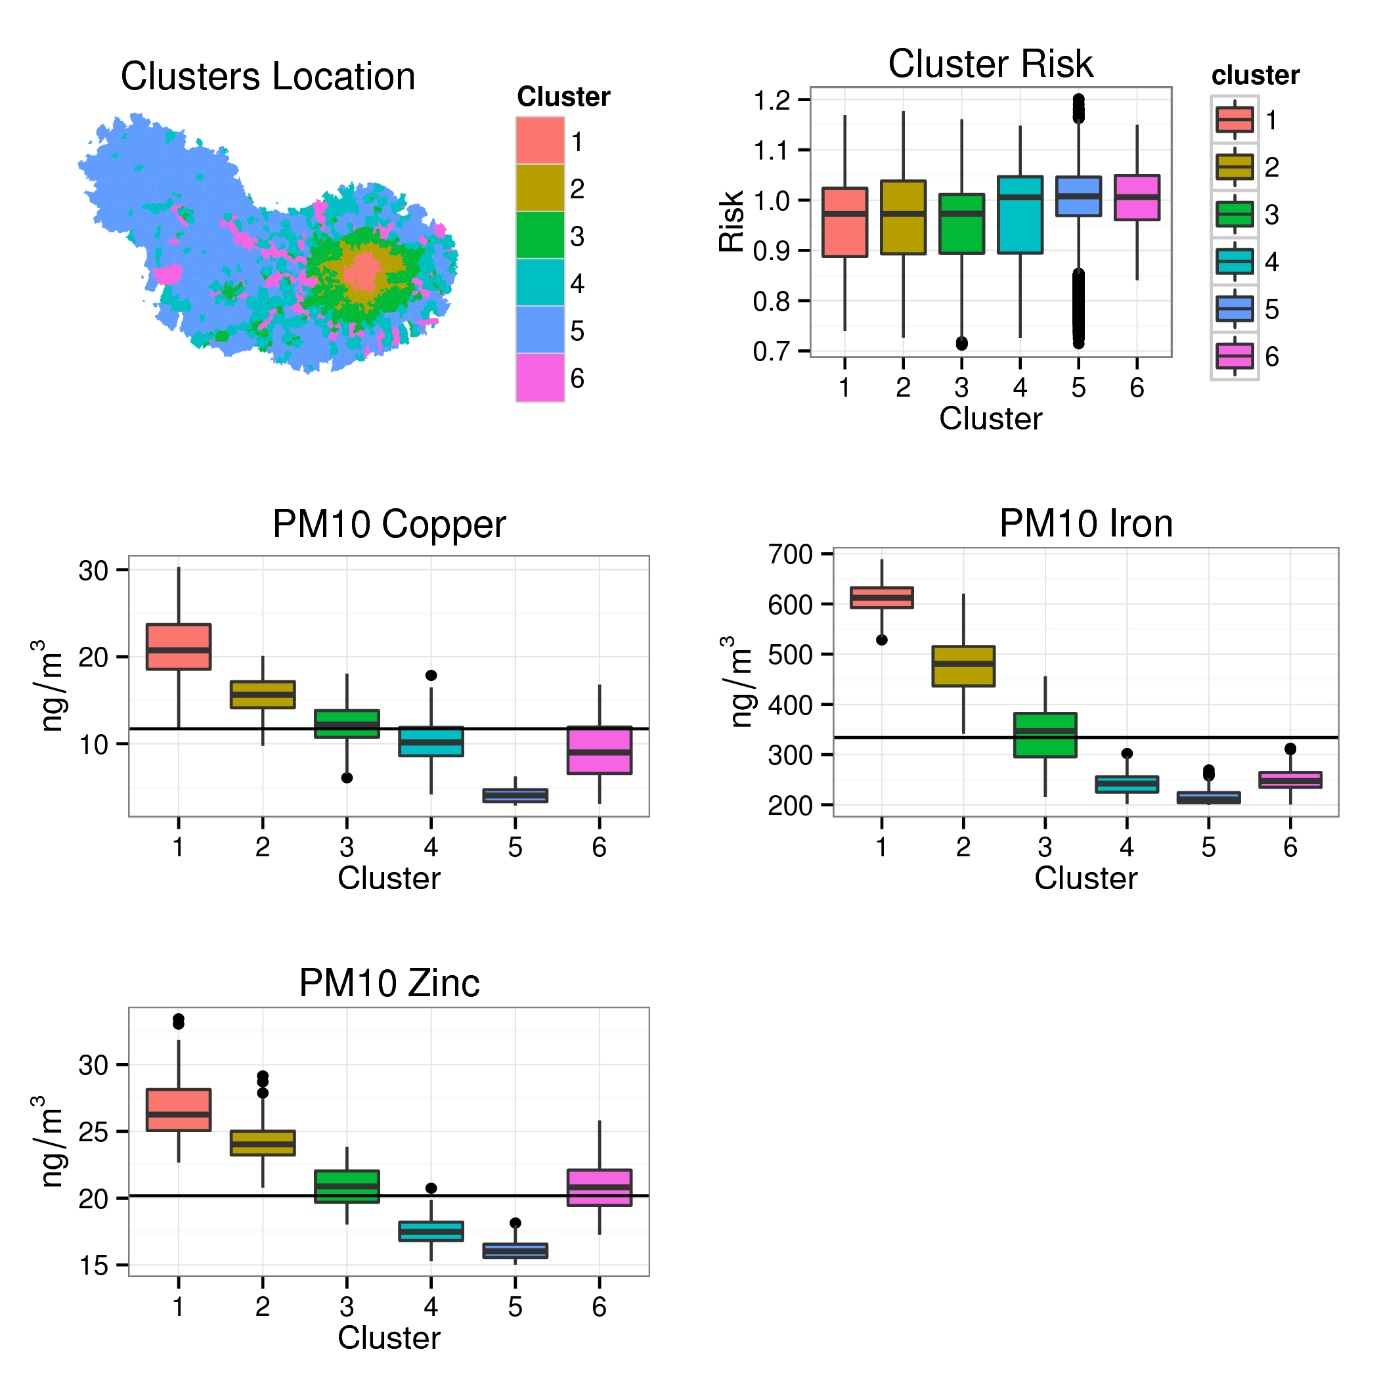 Clusters Location
Cluster
1
2
3
4
5
6
Cluster Risk
Risk
1.2
1.1
1.0
0.9
0.8
0.7
1 2 3 4 5 6
Cluster
cluster
1
2
3
4
5
6
PM10 Copper
ng/m³
30
20
10
1 2 3 4 5 6
Cluster
PM10 Iron
ng/m³
700
600
500
400
300
200
1 2 3 4 5 6
Cluster
PM10 Zinc
ng/m³
30
25
20
15
1 2 3 4 5 6
Cluster